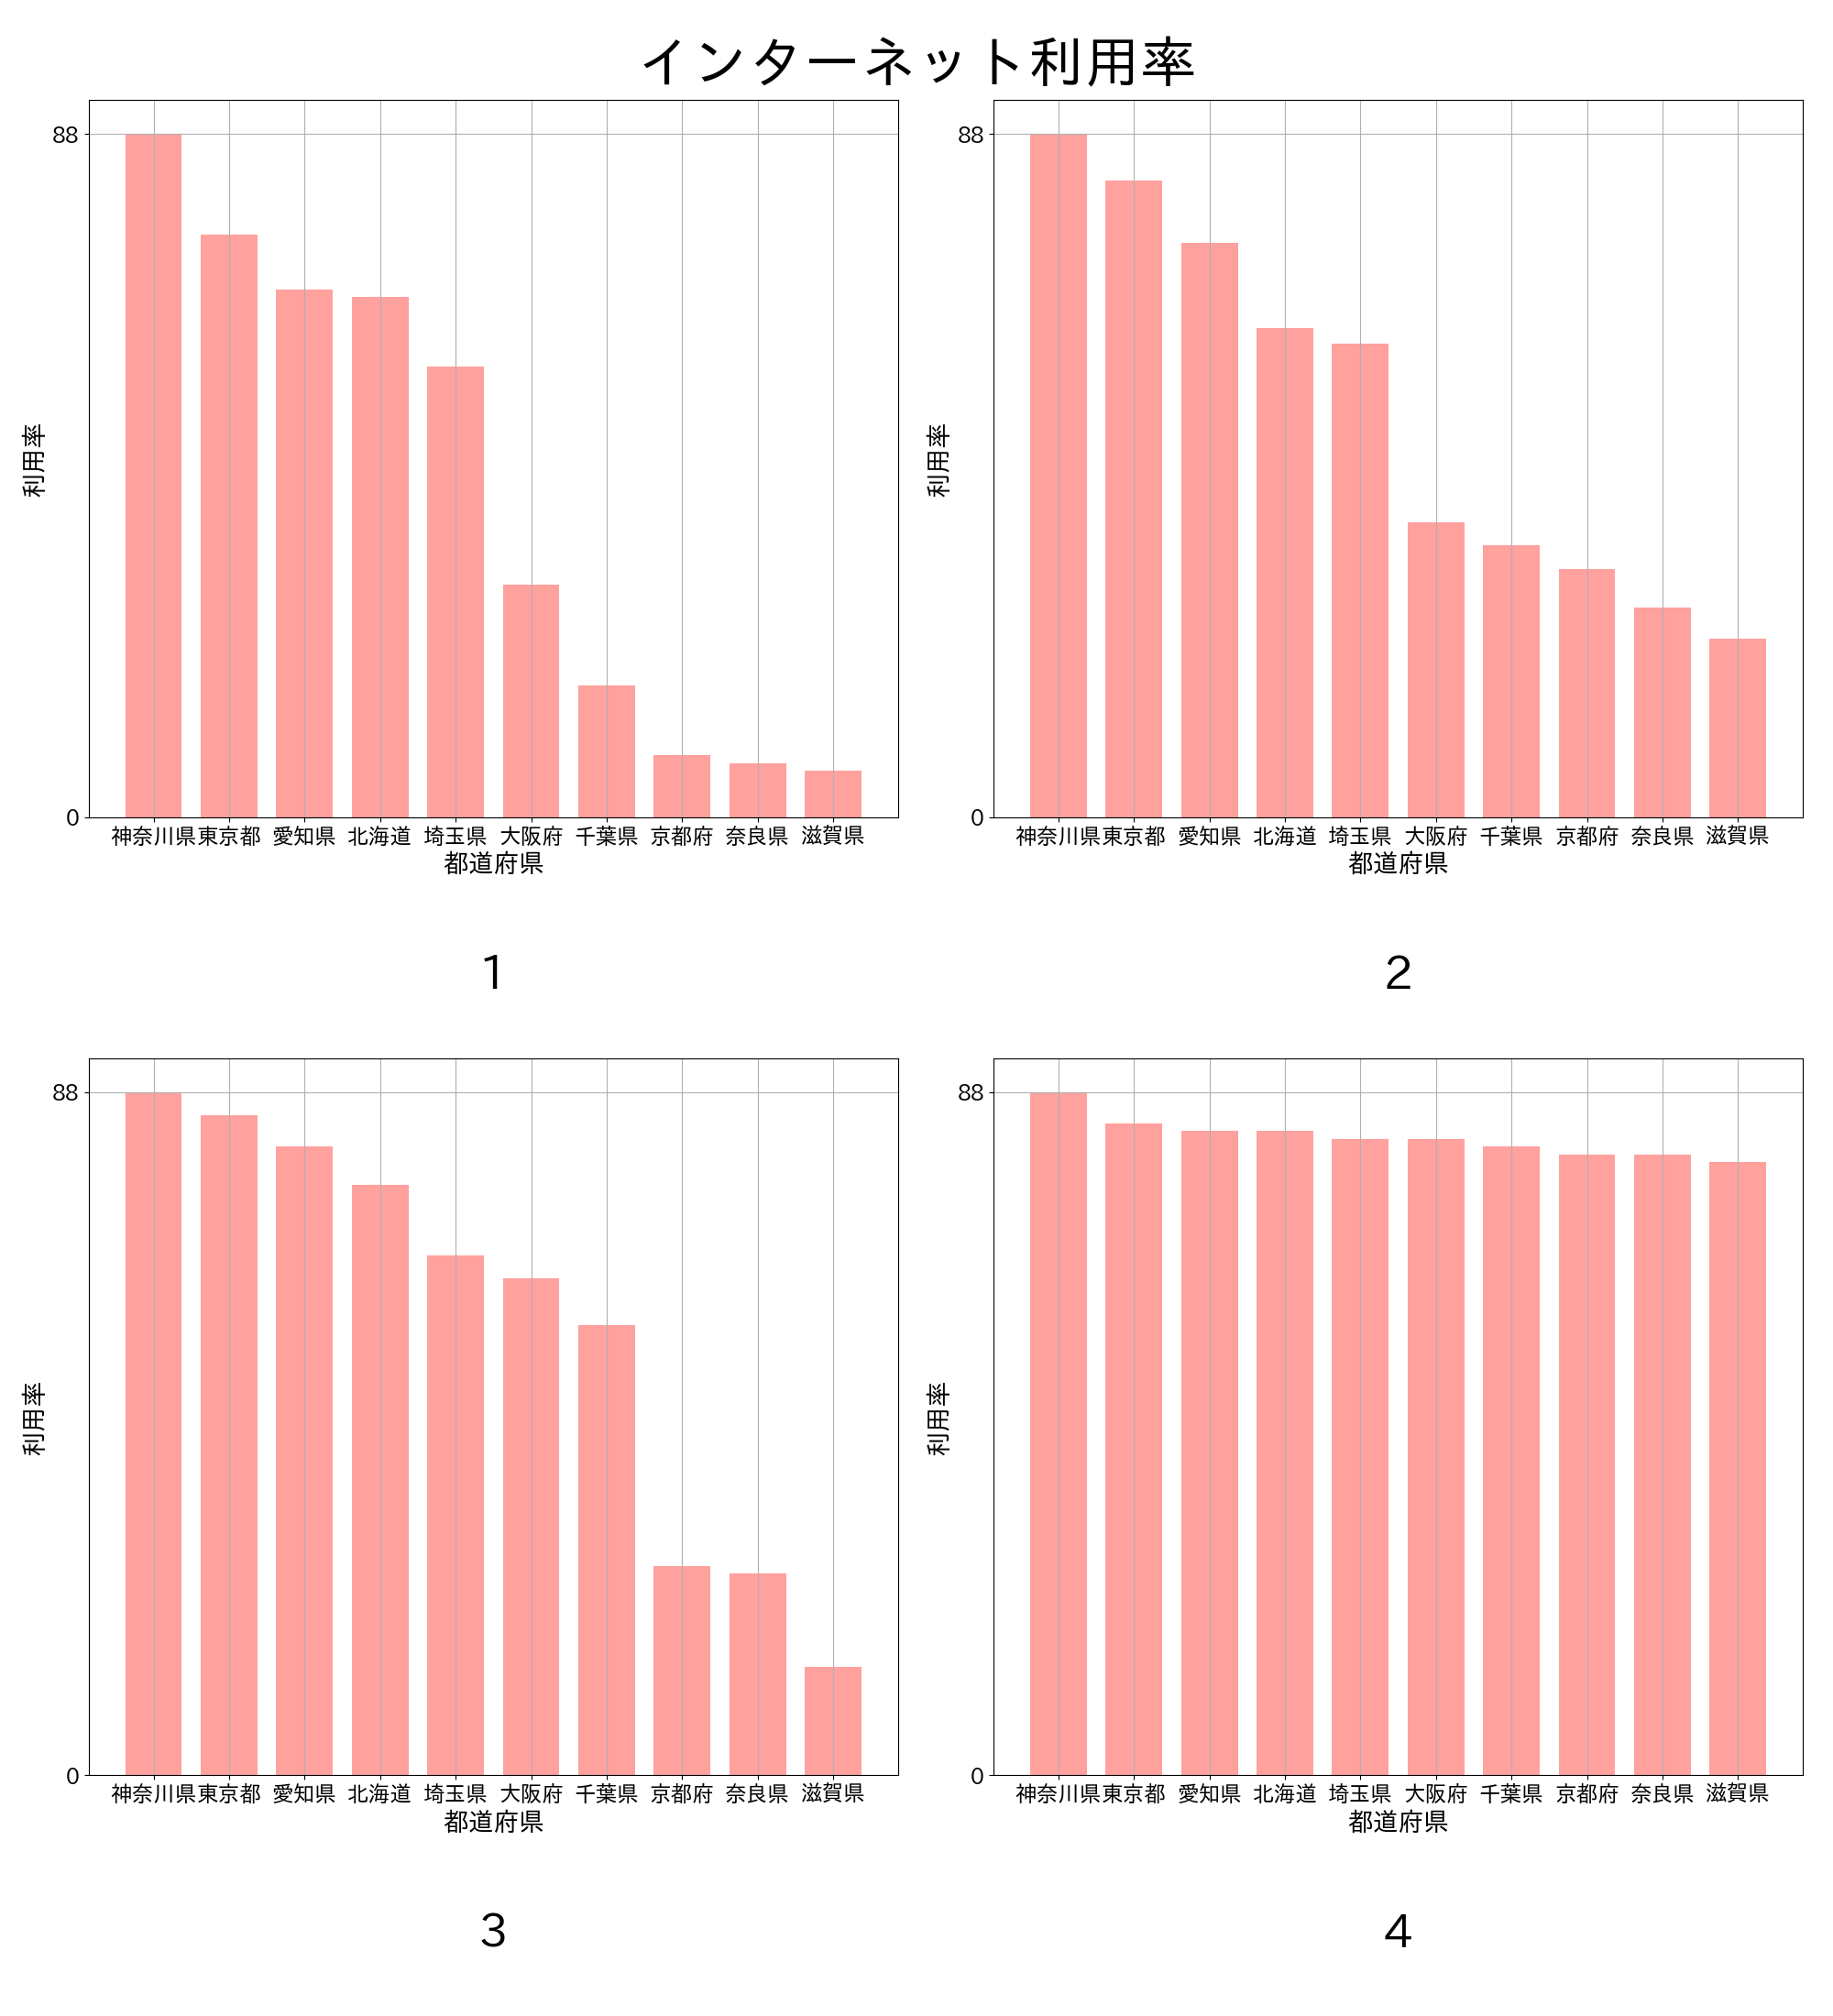 インターネット利用率
88
0
利用率
神奈川県 東京都 愛知県 北海道 埼玉県 大阪府 千葉県 京都府 奈良県 滋賀県
都道府県
1
88
0
利用率
神奈川県 東京都 愛知県 北海道 埼玉県 大阪府 千葉県 京都府 奈良県 滋賀県
都道府県
2
88
0
利用率
神奈川県 東京都 愛知県 北海道 埼玉県 大阪府 千葉県 京都府 奈良県 滋賀県
都道府県
3
88
0
利用率
神奈川県 東京都 愛知県 北海道 埼玉県 大阪府 千葉県 京都府 奈良県 滋賀県
都道府県
4